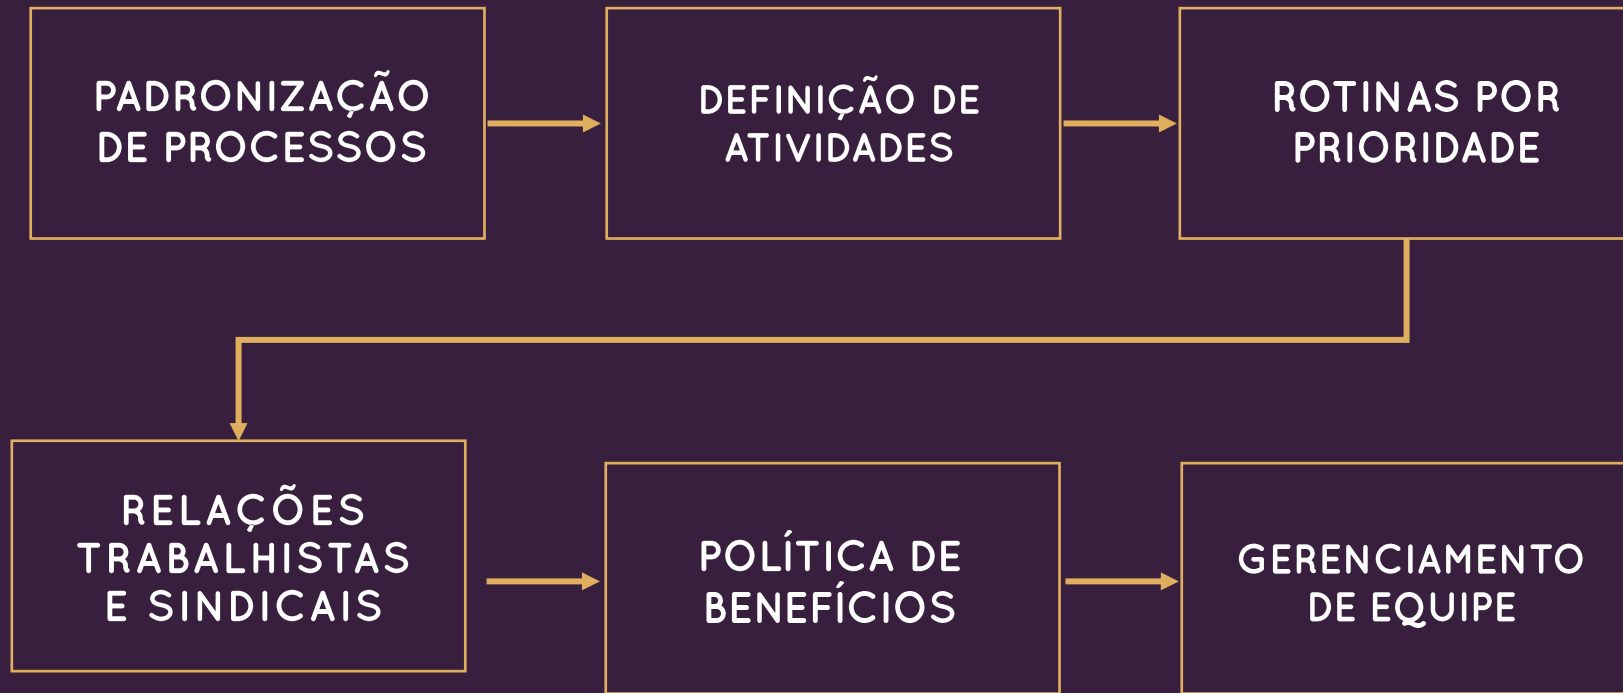 PADRONIZAÇÃO
DE PROCESSOS
DEFINIÇÃO DE
ATIVIDADES
ROTINAS POR
PRIORIDADE
RELAÇÕES
TRABALHISTAS
E SINDICAIS
POLÍTICA DE
BENEFÍCIOS
GERENCIAMENTO
DE EQUIPE